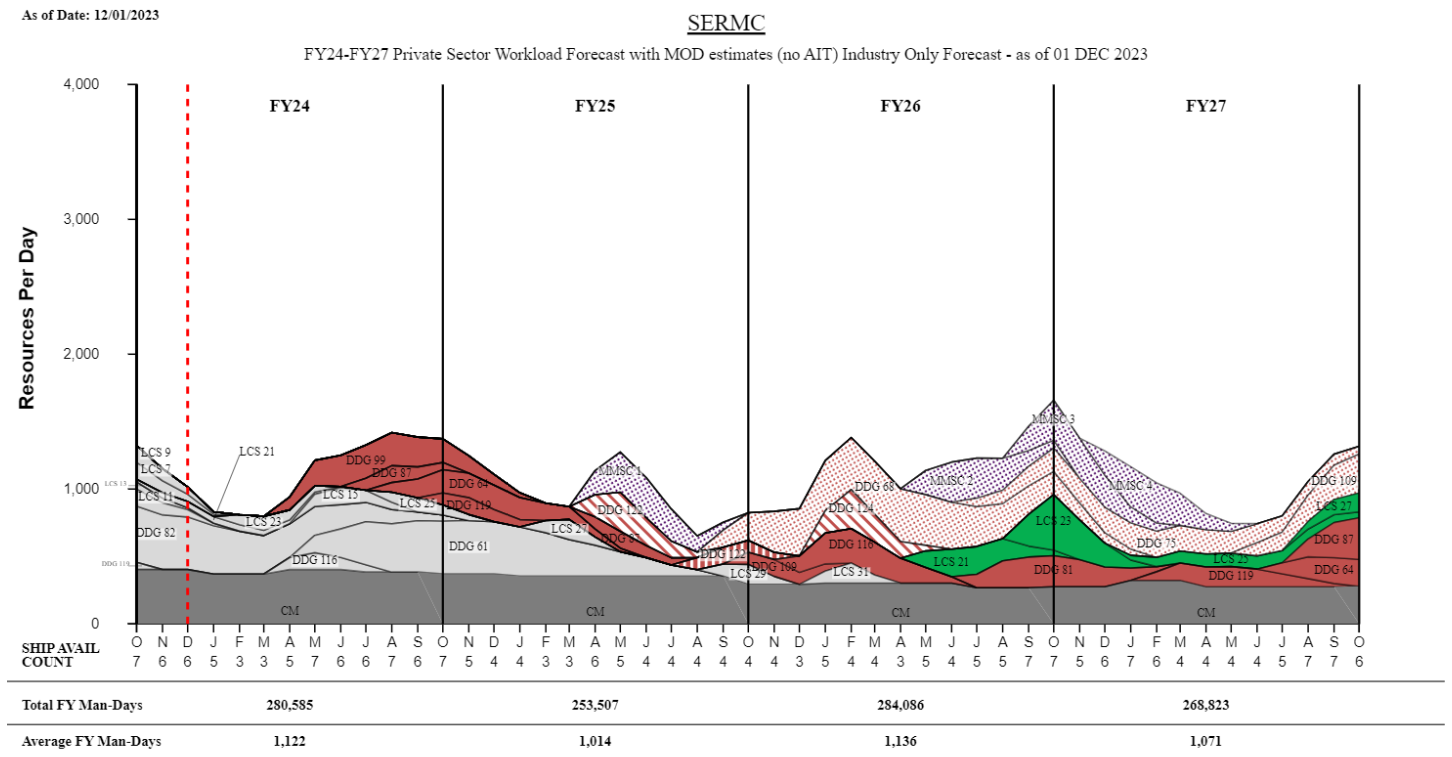 As of Date: 12/01/2023
SERMC
FY24-FY27 Private Sector Workload Forecast with MOD estimates (no AIT) Industry Only Forecast - as of 01 DEC 2023
4,000
FY24
FY25
FY26
FY27
3,000
Resources Per Day
2,000
1,000
0
LCS 9
LCS 7
LCS 13
LCS 11
DDG 82
DDG 119
LCS 21
LCS 23
DDG 116
LCS 15
DDG 99
DDG 87
LCS 25
DDG 64
DDG 119
DDG 61
LCS 27
MMSC 1
DDG 122
DDG 87
DDG 122
LCS 29
DDG 109
DDG 68
DDG 124
DDG 116
LCS 31
MMSC 2
LCS 21
MMSC 3
LCS 23
DDG 81
MMSC 4
DDG 75
LCS 25
DDG 119
DDG 109
LCS 27
DDG 87
DDG 64
CM
CM
CM
CM
O N D J F M A M J J A S O N D J F M A M J J A S O N D J F M A M J J A S O N D J F M A M J J A S O
SHIP AVAIL
COUNT
7 6 6 5 3 3 5 7 6 6 7 6 7 5 4 4 3 3 6 5 4 4 4 4 4 4 3 5 4 4 3 5 4 5 5 7 7 5 6 7 6 4 4 4 4 5 7 7 6
Total FY Man-Days 280,585 253,507 284,086 268,823
Average FY Man-Days 1,122 1,014 1,136 1,071